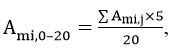 A_{mi,0–20} = \frac{\sum A_{mi,j} \times 5}{20},